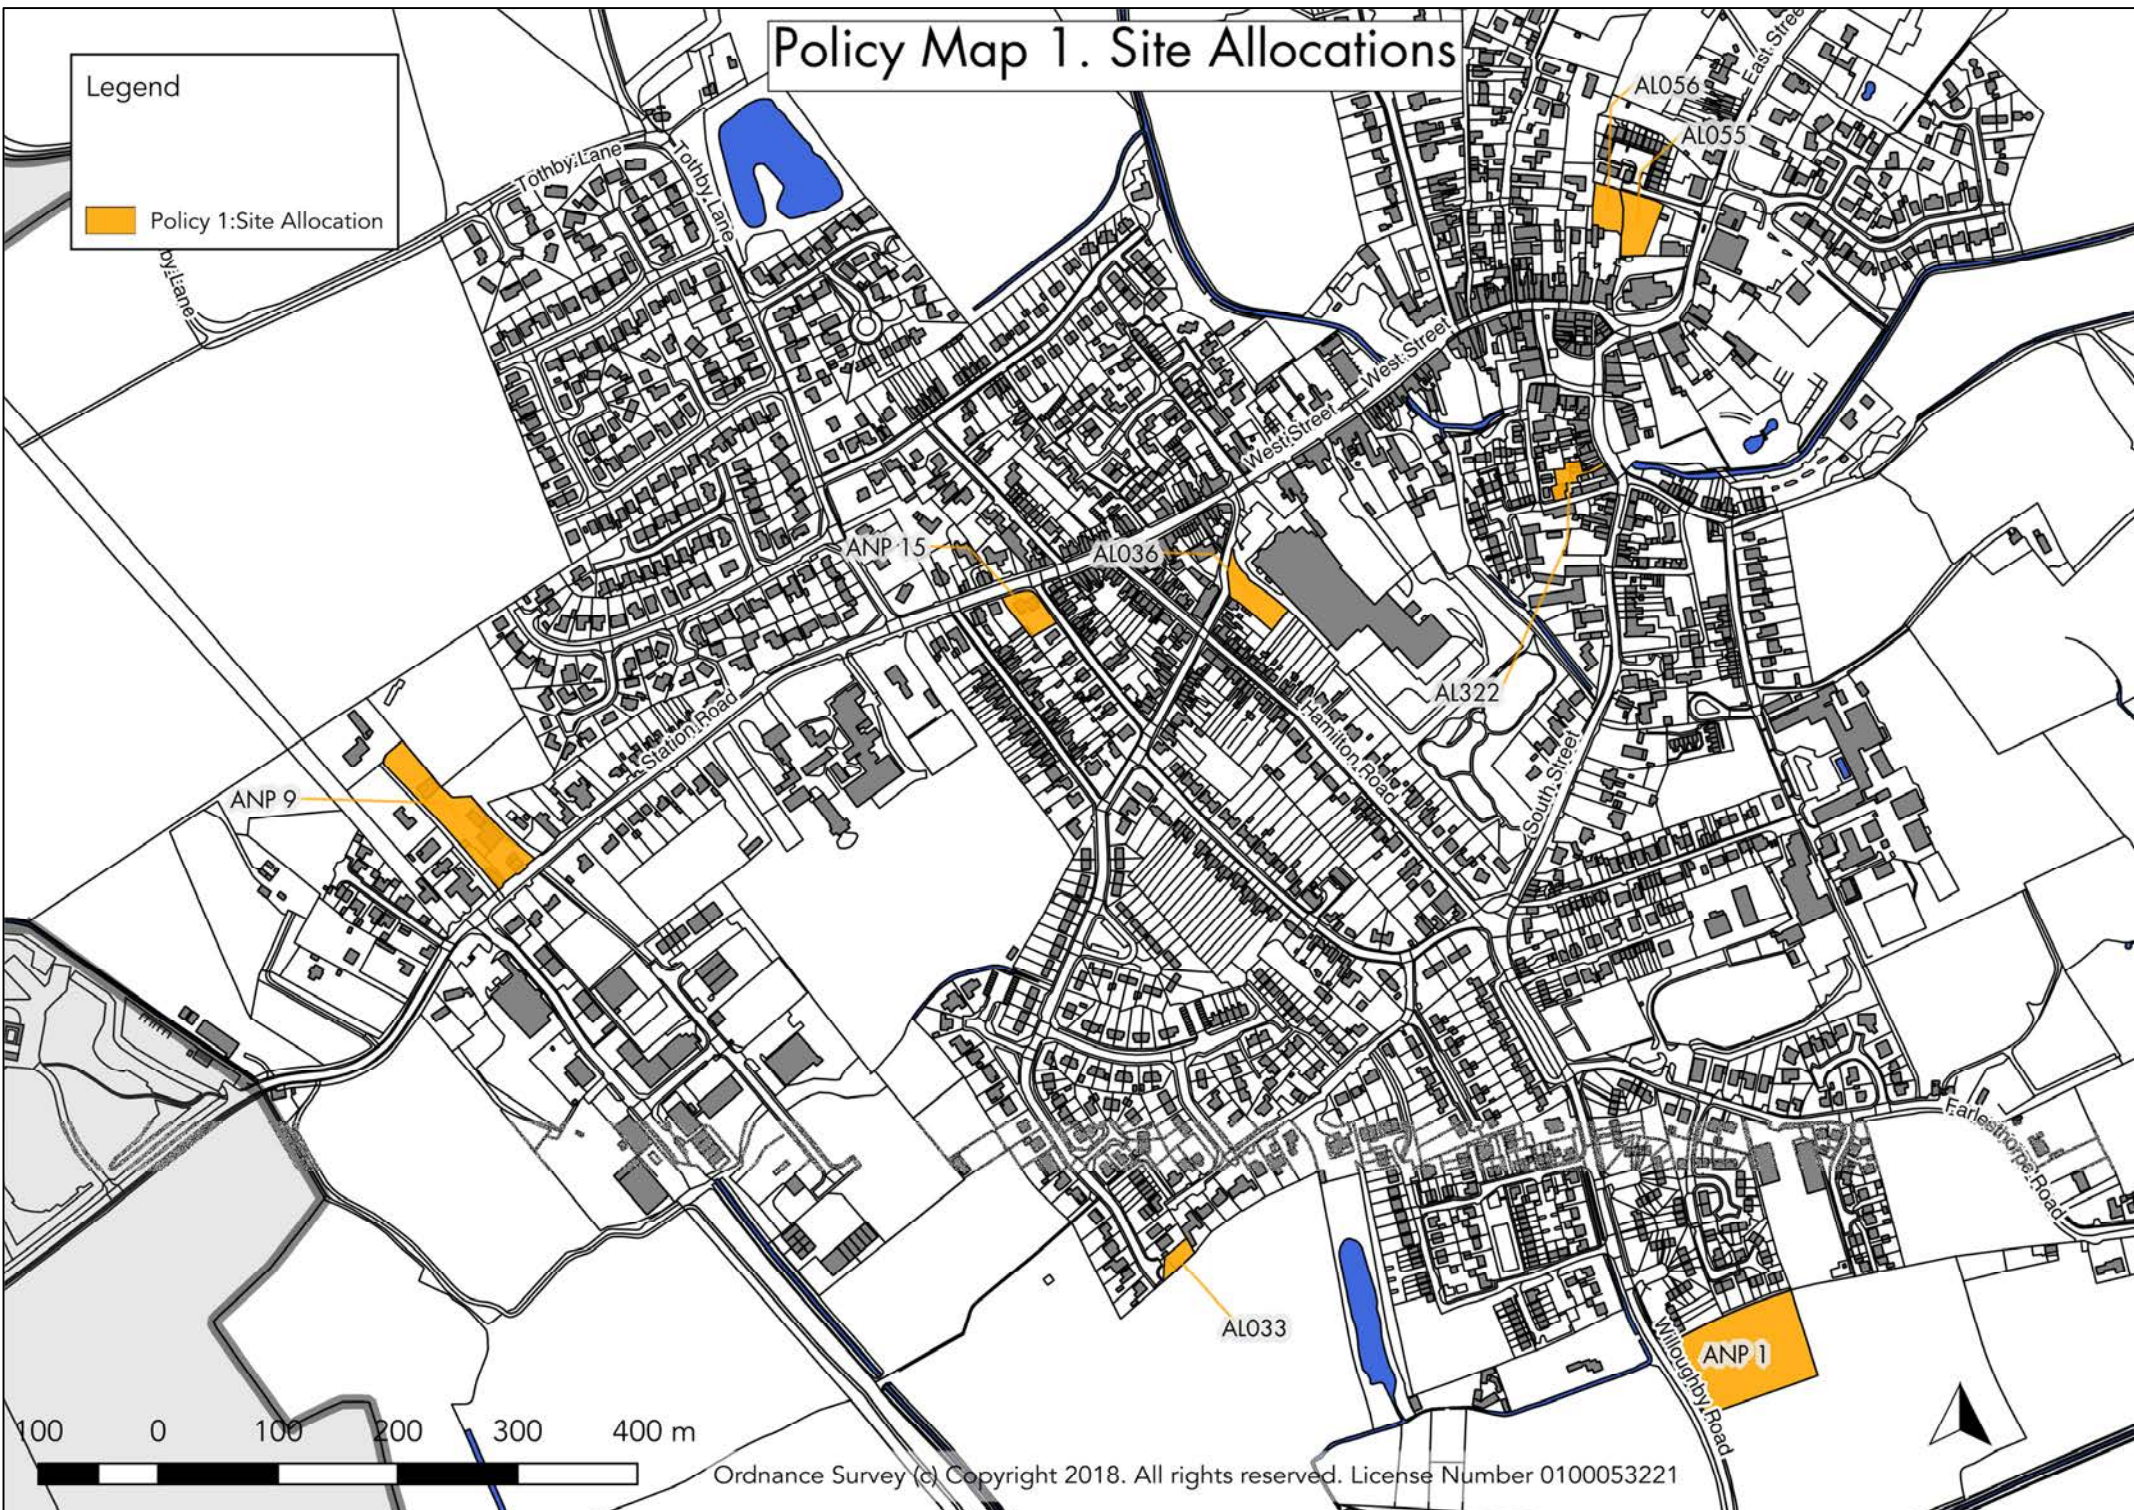 Policy Map 1. Site Allocations
Legend
Policy 1:Site Allocation
East Stree
AL056
AL055
Tothby Lane
Tothby Lane
by Lane
West Street
West Street
ANP 15
AL036
AL322
Station Road
Hamilton Road
South Street
ANP 9
Farlesthorpe Road
AL033
Willoughby Road
ANP 1
100 0 100 200 300 400 m
Ordnance Survey (c) Copyright 2018. All rights reserved. License Number 0100053221